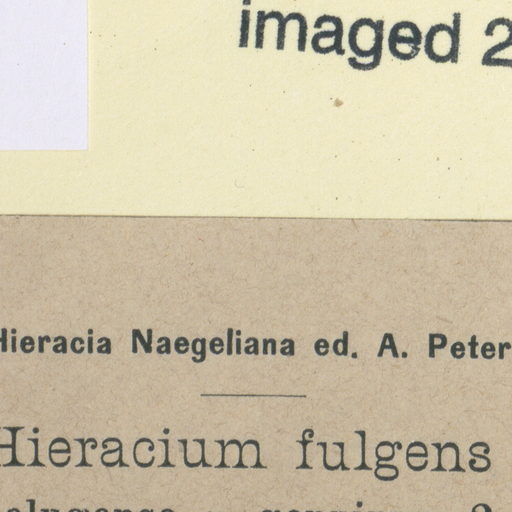 imaged 2
Hieracia Naegeliana ed. A. Peter
Hieracium fulgens